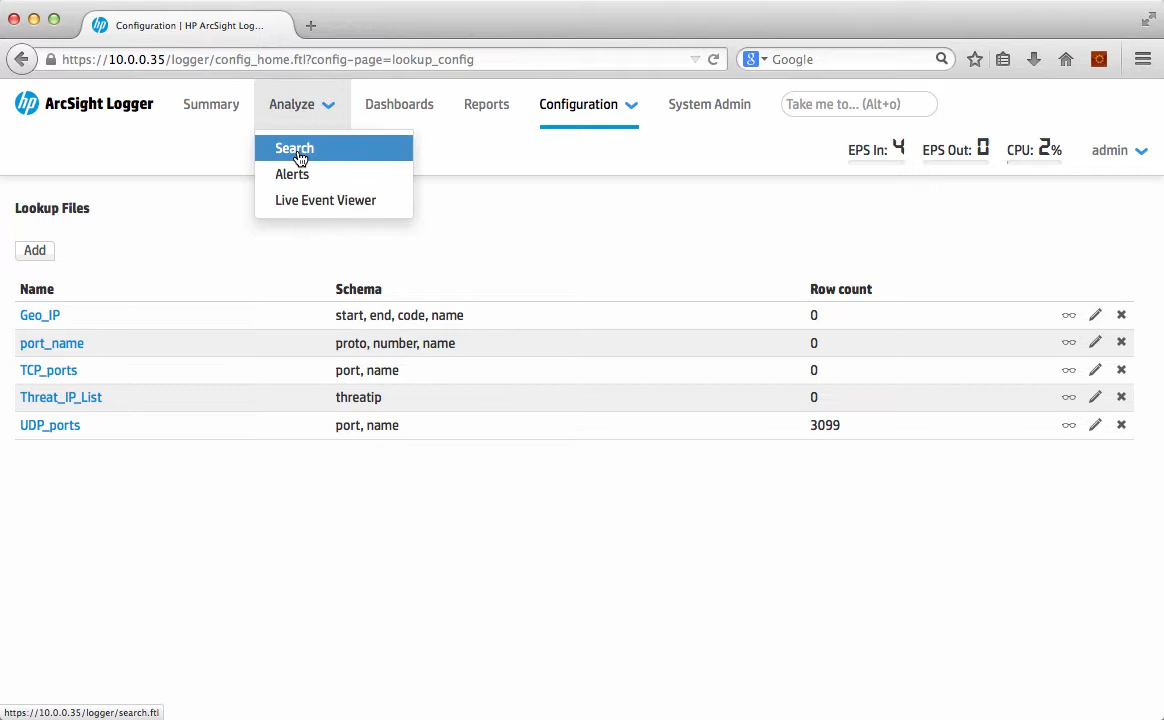 Configuration | HP ArcSight Log...
https://10.0.0.35/logger/config_home.ftl?config-page=lookup_config
Google
hp ArcSight Logger
Summary
Analyze
Dashboards
Reports
Configuration
System Admin
Take me to... (Alt+o)
Search
Alerts
Live Event Viewer
EPS In: 4
EPS Out: 0
CPU: 2%
admin
Lookup Files
Add
Name Schema Row count
Geo_IP start, end, code, name 0
port_name proto, number, name 0
TCP_ports port, name 0
Threat_IP_List threatip 0
UDP_ports port, name 3099
https://10.0.0.35/logger/search.ftl